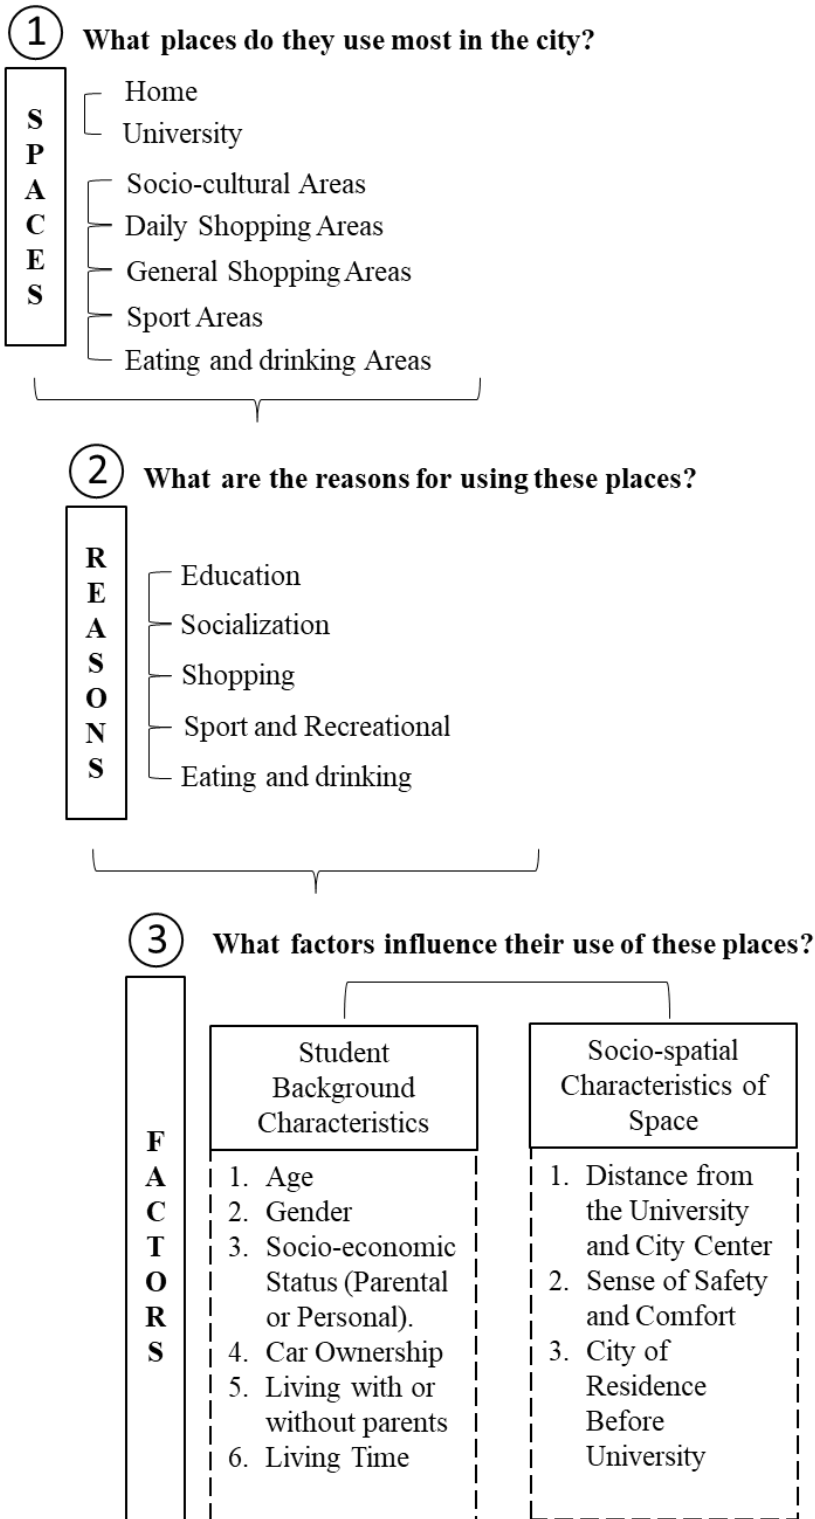 1 What places do they use most in the city?
SPACES
Home
University
Socio-cultural Areas
Daily Shopping Areas
General Shopping Areas
Sport Areas
Eating and drinking Areas
2 What are the reasons for using these places?
REASONS
Education
Socialization
Shopping
Sport and Recreational
Eating and drinking
3 What factors influence their use of these places?
FACTORS
Student
Background
Characteristics
1. Age
2. Gender
3. Socio-economic
Status (Parental
or Personal).
4. Car Ownership
5. Living with or
without parents
6. Living Time
Socio-spatial
Characteristics of
Space
1. Distance from
the University
and City Center
2. Sense of Safety
and Comfort
3. City of
Residence
Before
University